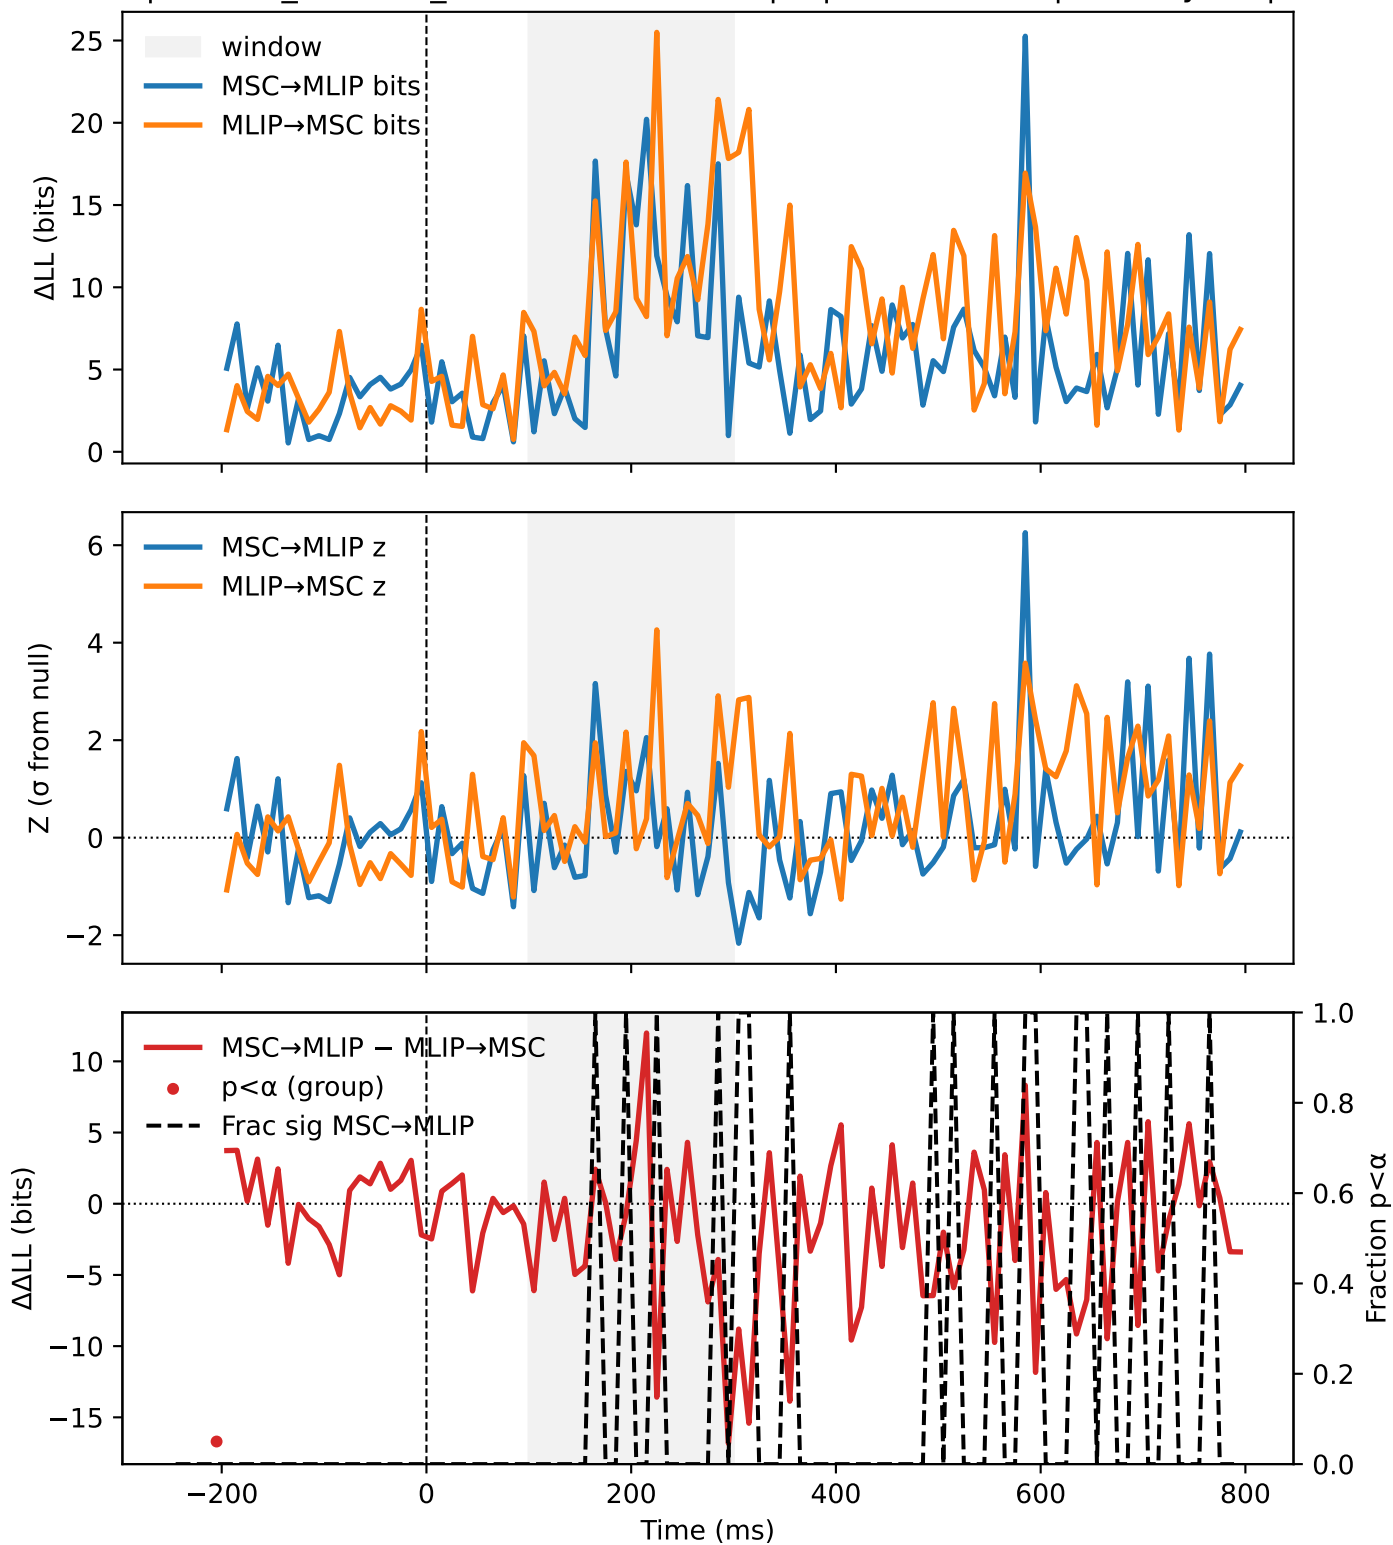 25
20
15
10
5
0
ΔLL (bits)
window
MSC→MLIP bits
MLIP→MSC bits
6
4
2
0
−2
Z (σ from null)
MSC→MLIP z
MLIP→MSC z
10
5
0
−5
−10
−15
ΔΔLL (bits)
MSC→MLIP − MLIP→MSC
p<α (group)
Frac sig MSC→MLIP
1.0
0.8
0.6
0.4
0.2
0.0
Fraction p<α
−200
0
200
400
600
800
Time (ms)